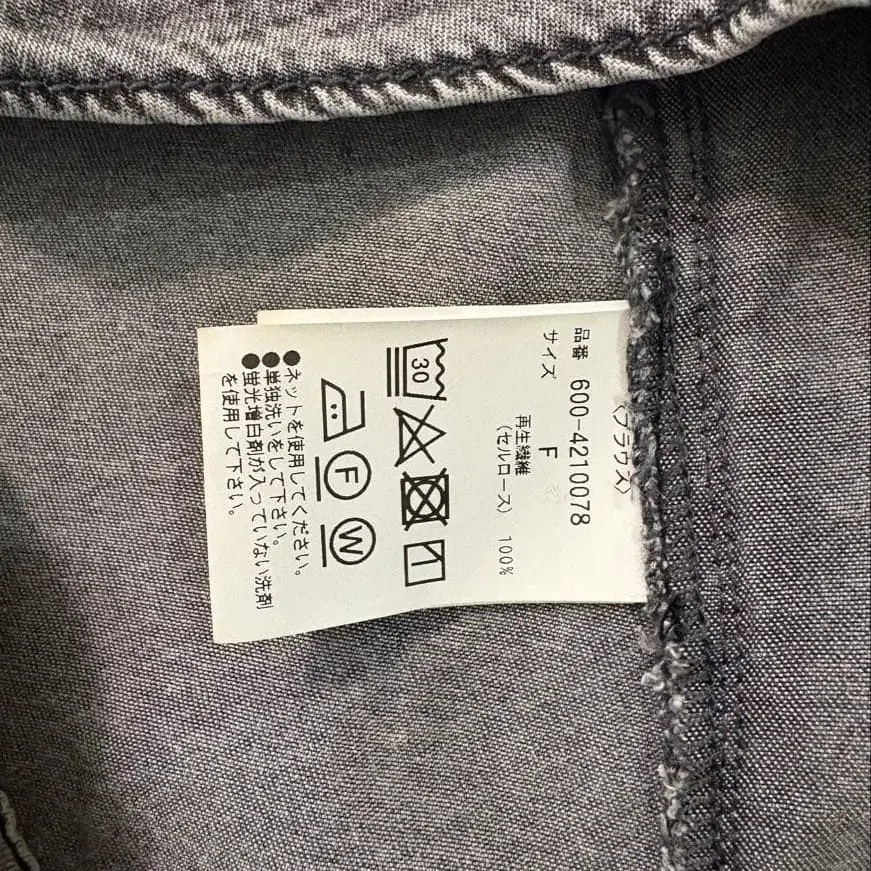 〈ブラウス〉
品番 600-4210078
サイズ F
再生繊維
(セルロース) 100%
30
F W
●ネットを使用してください。
●単独洗いをして下さい。
●蛍光増白剤が入っていない洗剤
を使用して下さい。